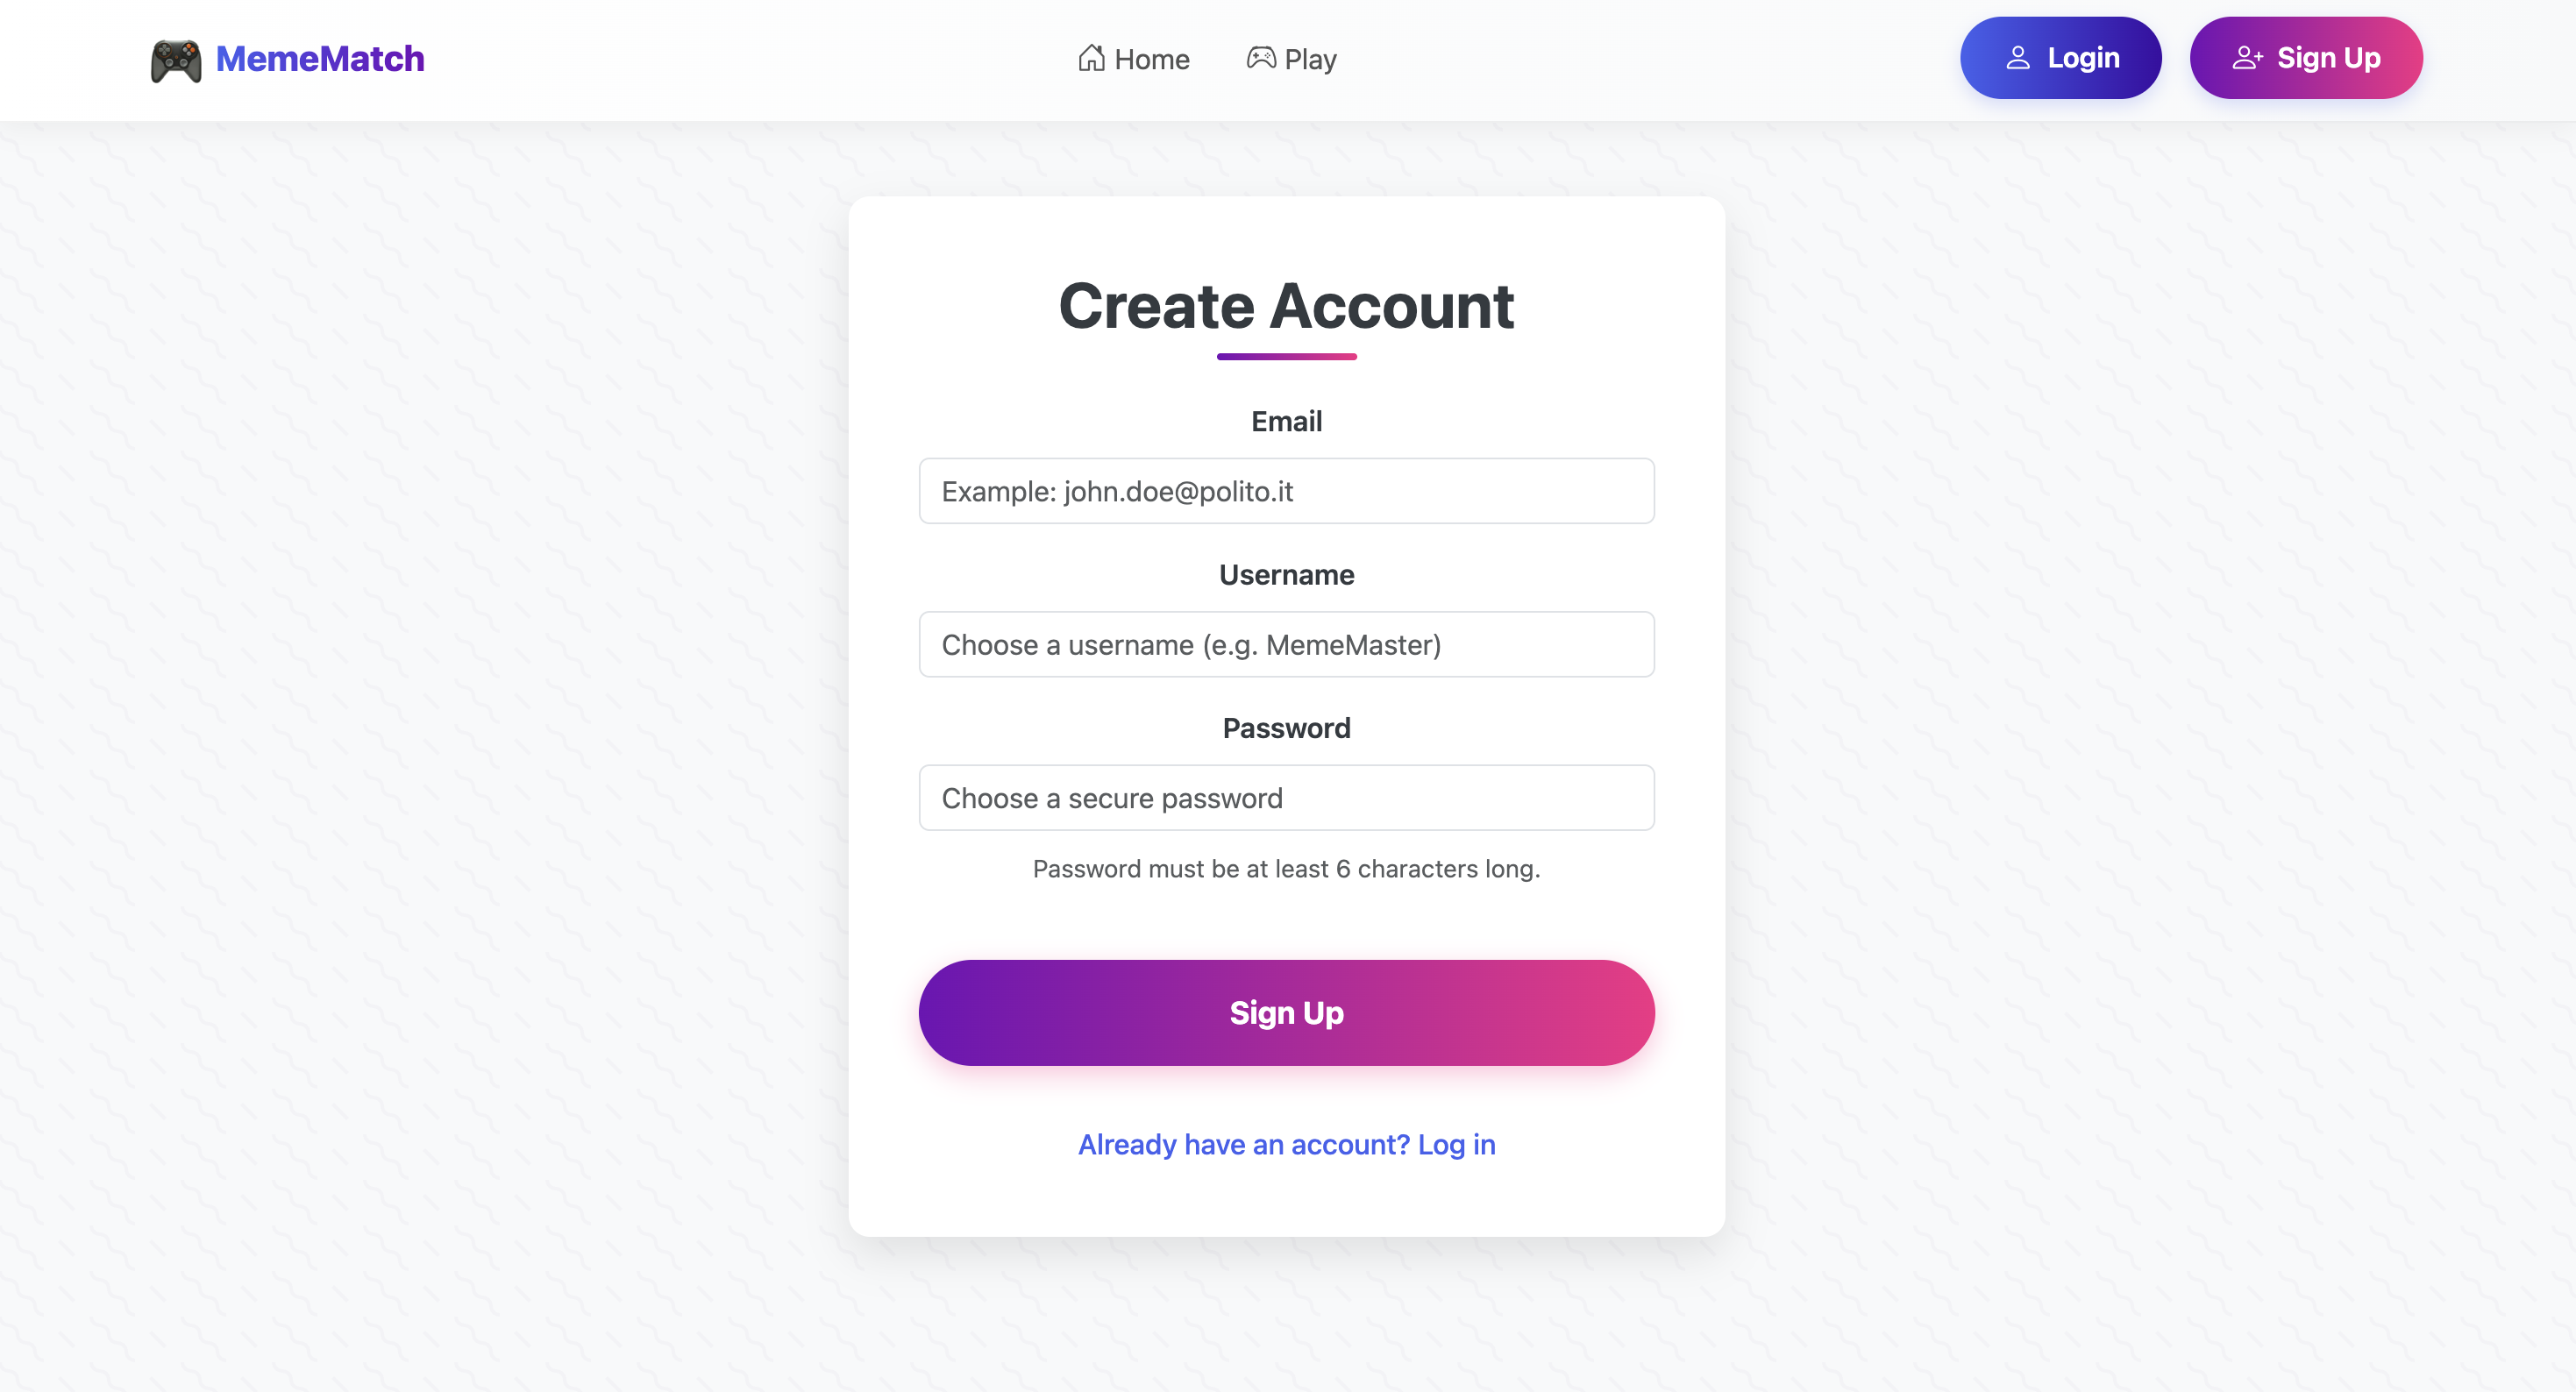 MemeMatch
Home
Play
Login
Sign Up
Create Account
Email
Example: john.doe@polito.it
Username
Choose a username (e.g. MemeMaster)
Password
Choose a secure password
Password must be at least 6 characters long.
Sign Up
Already have an account? Log in